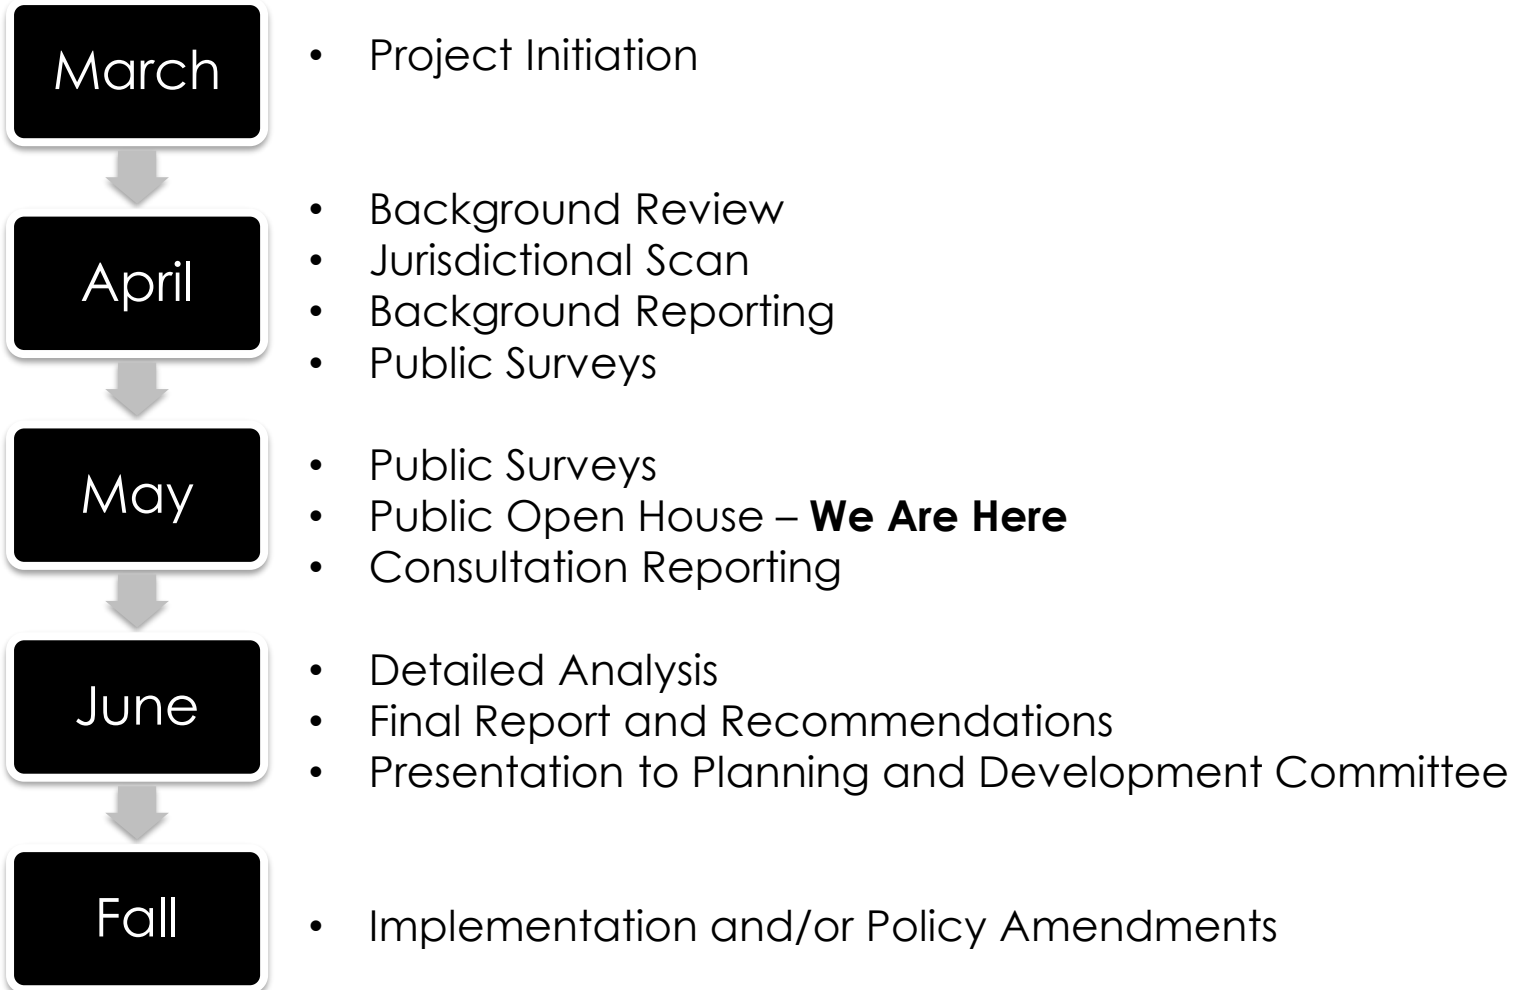 March
• Project Initiation
April
• Background Review
• Jurisdictional Scan
• Background Reporting
• Public Surveys
May
• Public Surveys
• Public Open House – We Are Here
• Consultation Reporting
June
• Detailed Analysis
• Final Report and Recommendations
• Presentation to Planning and Development Committee
Fall
• Implementation and/or Policy Amendments